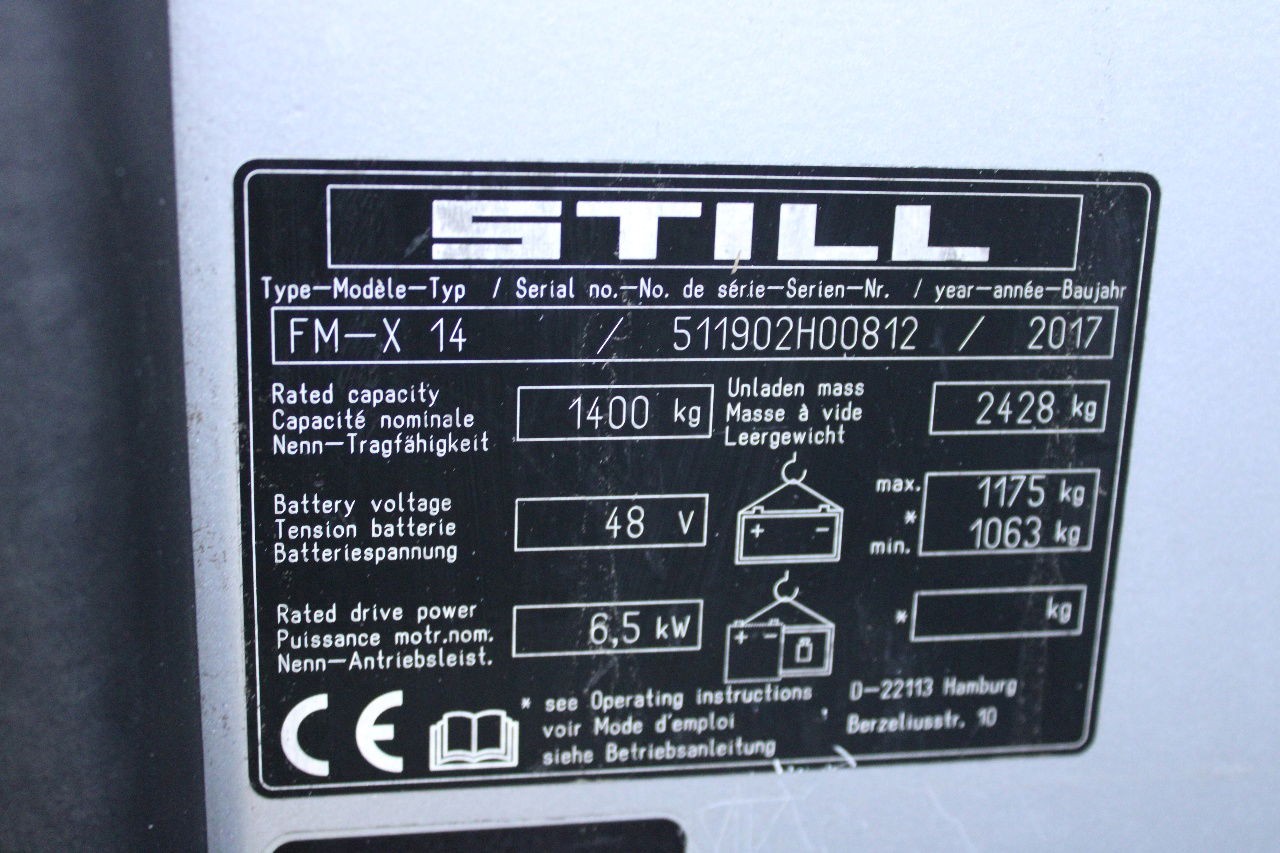 STILL
Type—Modèle—Typ / Serial no.—No. de série—Serien—Nr. / year—année—Baujahr
FM—X 14 / 511902H00812 / 2017
Rated capacity
Capacité nominale
Nenn—Tragfähigkeit
1400 kg
Unladen mass
Masse à vide
Leergewicht
2428 kg
Battery voltage
Tension batterie
Batteriespannung
48 V
+ −
max. 1175 kg
*
min. 1063 kg
Rated drive power
Puissance motr.nom.
Nenn—Antriebsleist.
6,5 kW
+ −
* kg
CE
* see Operating instructions
voir Mode d'emploi
siehe Betriebsanleitung
D—22113 Hamburg
Berzeliusstr. 10